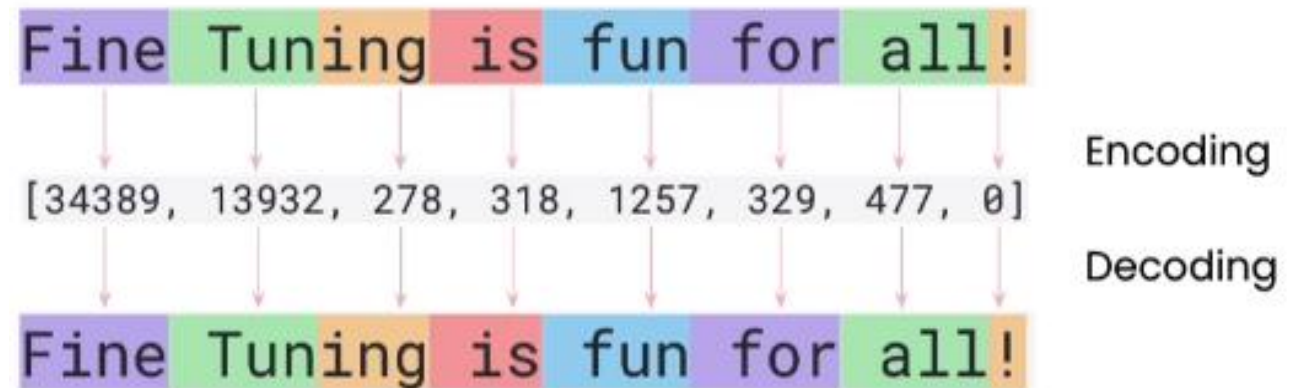 Fine Tuning is fun for all!
Encoding
[34389, 13932, 278, 318, 1257, 329, 477, 0]
Decoding
Fine Tuning is fun for all!